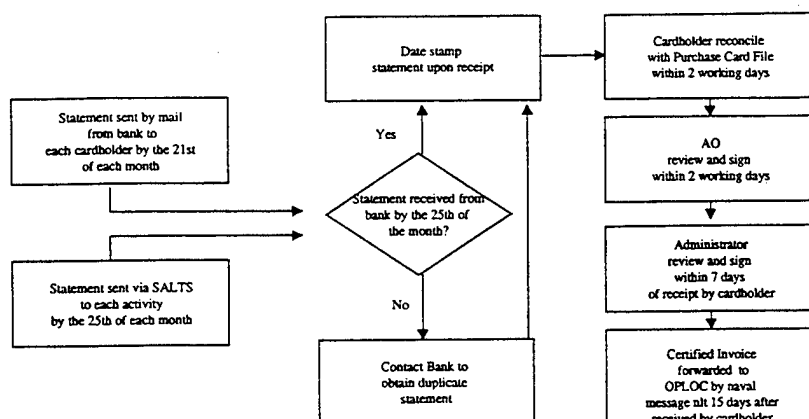 Statement sent by mail
from bank to
each cardholder by the 21st
of each month
Statement sent via SALTS
to each activity
by the 25th of each month
Statement received from
bank by the 25th of
the month?
Yes
Date stamp
statement upon receipt
No
Contact Bank to
obtain duplicate
statement
Cardholder reconcile
with Purchase Card File
within 2 working days
AO
review and sign
within 2 working days
Administrator
review and sign
within 7 days
of receipt by cardholder
Certified Invoice
forwarded to
OPLOC by naval
message nlt 15 days after
received by cardholder